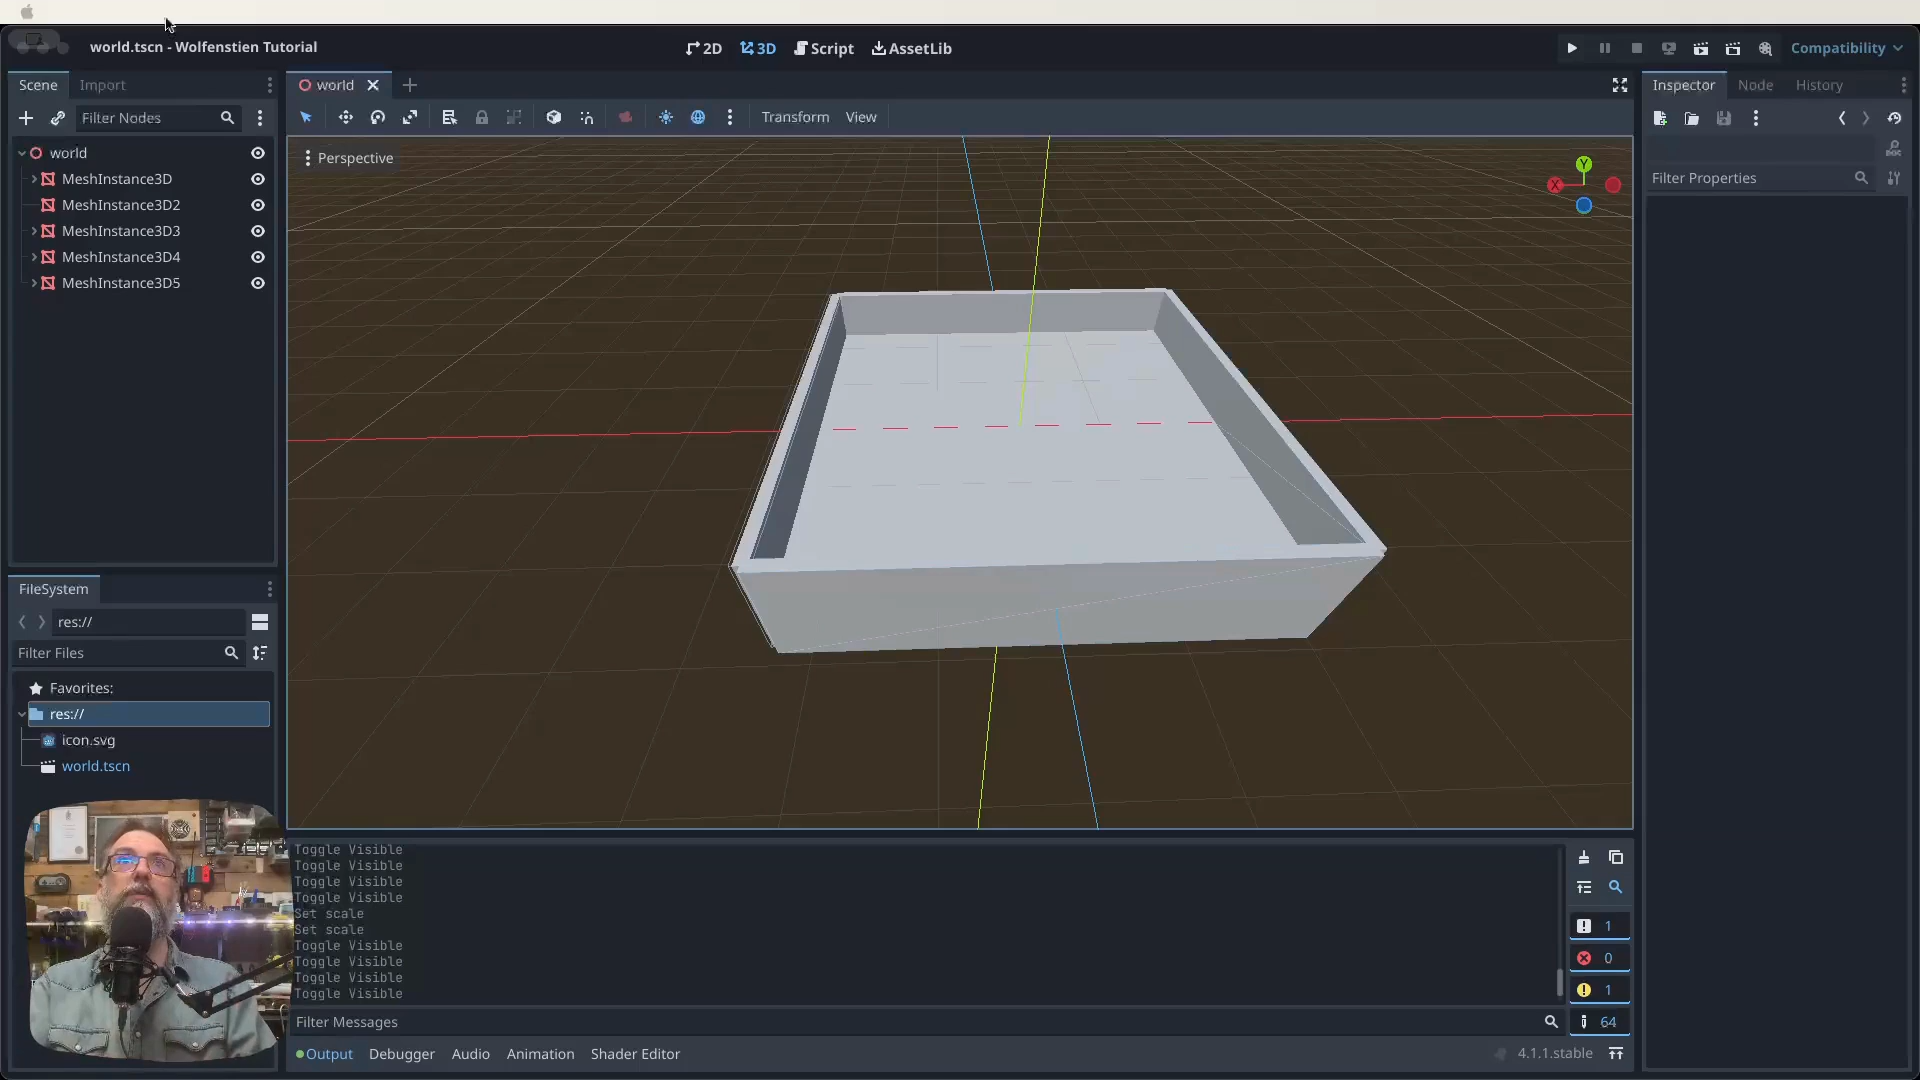 world.tscn - Wolfenstien Tutorial
2D
3D
Script
AssetLib
Compatibility
Scene
Import
Filter Nodes
world
MeshInstance3D
MeshInstance3D2
MeshInstance3D3
MeshInstance3D4
MeshInstance3D5
world
Transform
View
Perspective
Y
X
Inspector
Node
History
Filter Properties
FileSystem
res://
Filter Files
Favorites:
res://
icon.svg
world.tscn
Toggle Visible
Toggle Visible
Toggle Visible
Toggle Visible
Set scale
Set scale
Toggle Visible
Toggle Visible
Toggle Visible
Toggle Visible
1
0
1
64
Filter Messages
Output
Debugger
Audio
Animation
Shader Editor
4.1.1.stable